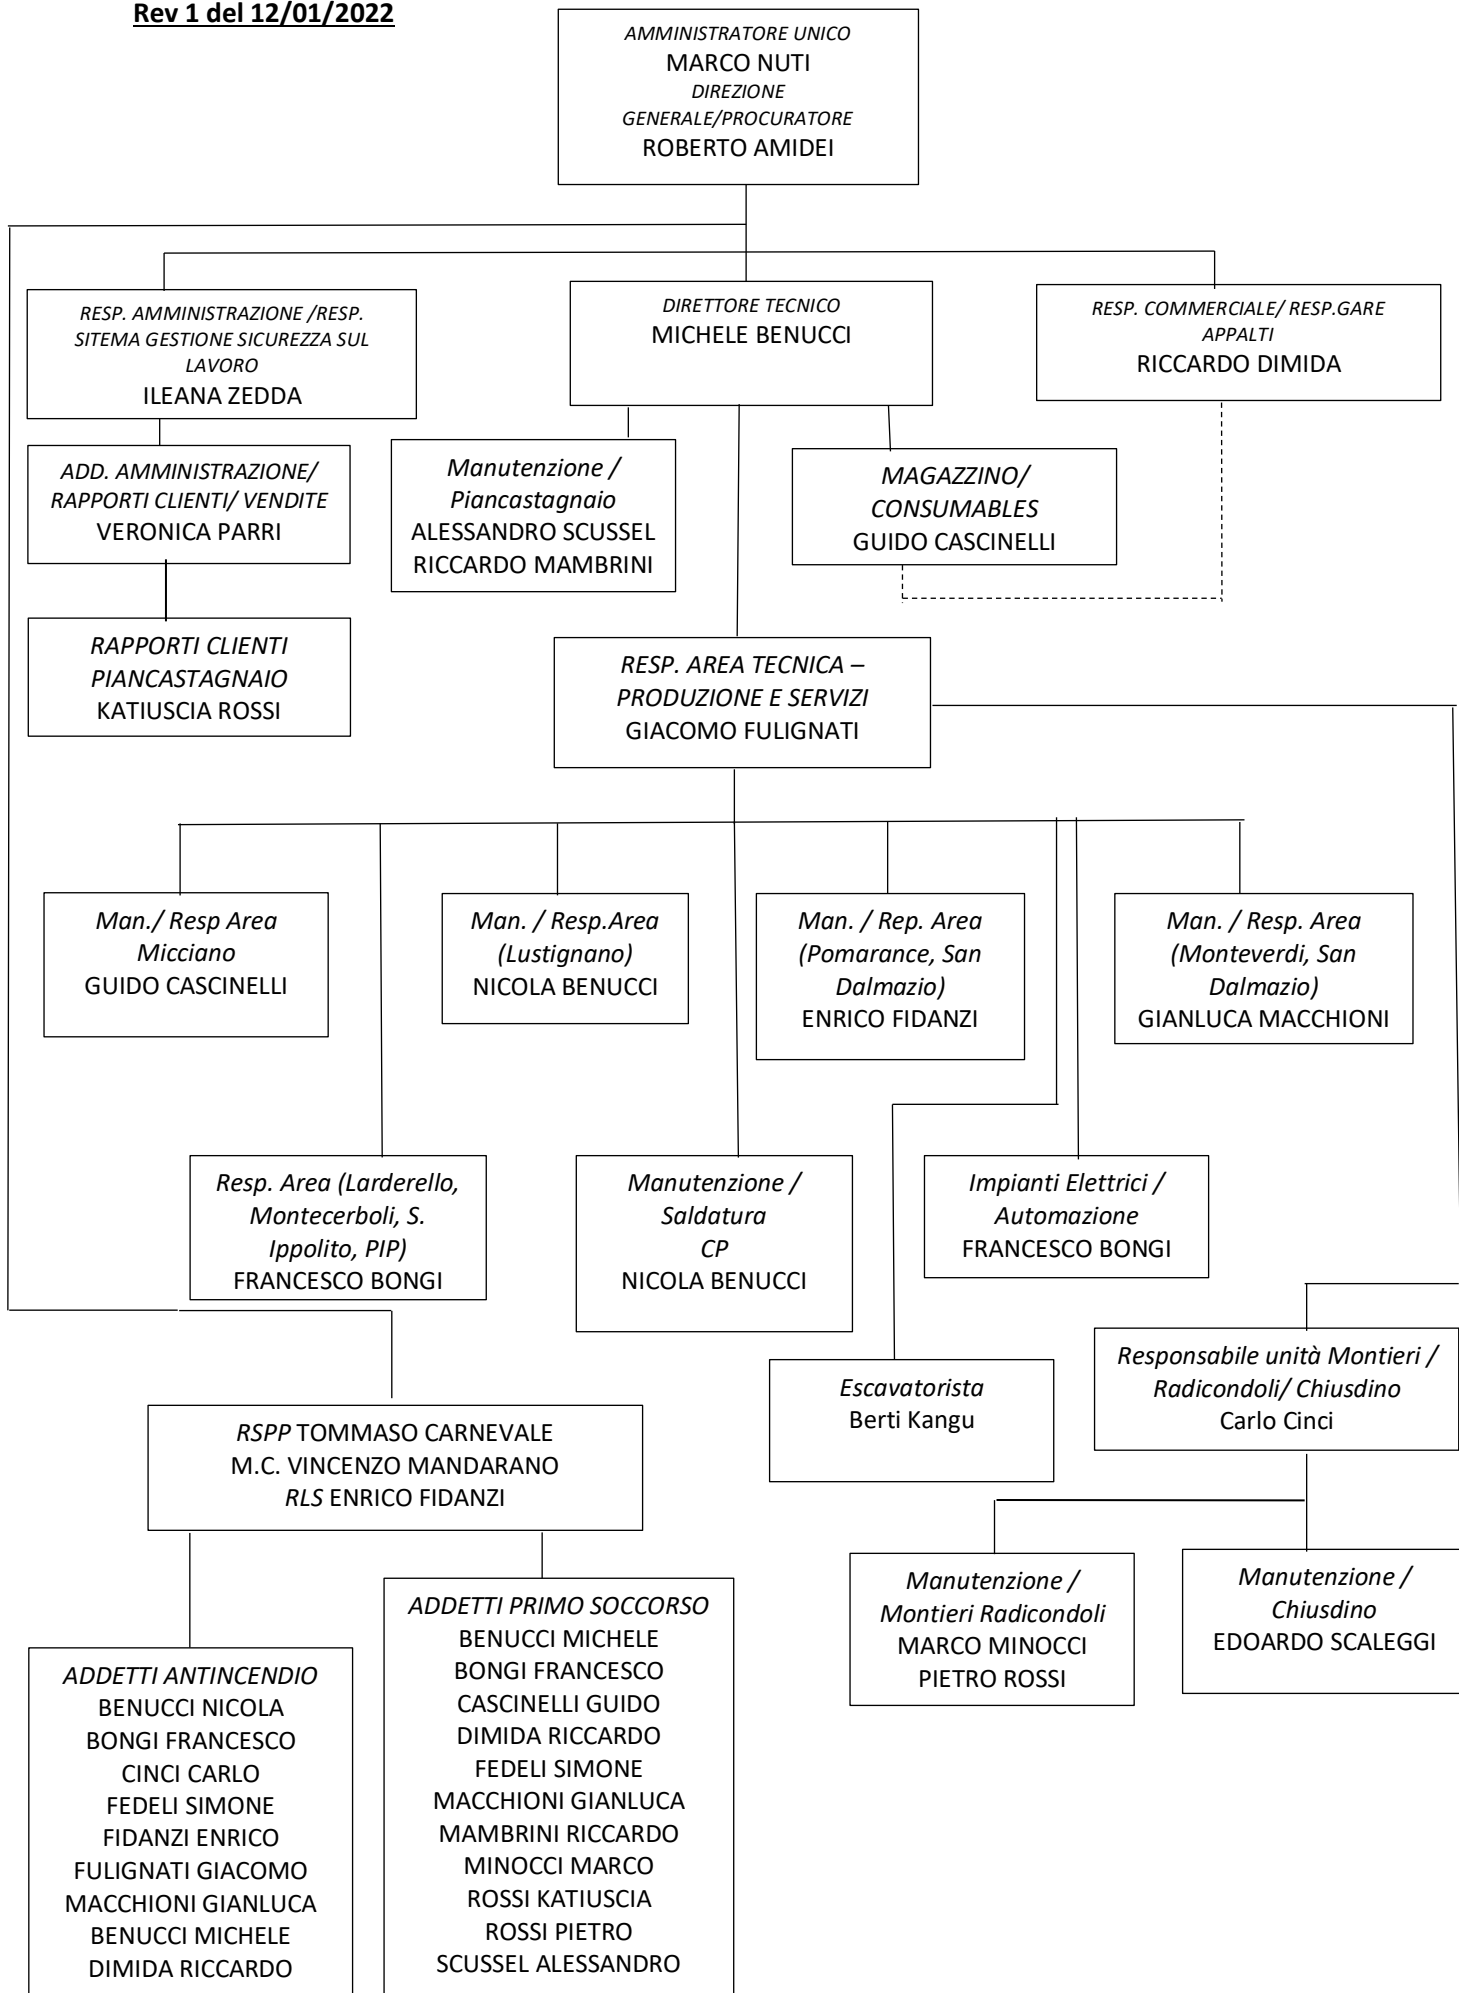 Rev 1 del 12/01/2022
AMMINISTRATORE UNICO
MARCO NUTI
DIREZIONE
GENERALE/PROCURATORE
ROBERTO AMIDEI
RESP. AMMINISTRAZIONE /RESP.
SITEMA GESTIONE SICUREZZA SUL
LAVORO
ILEANA ZEDDA
DIRETTORE TECNICO
MICHELE BENUCCI
RESP. COMMERCIALE/ RESP.GARE
APPALTI
RICCARDO DIMIDA
ADD. AMMINISTRAZIONE/
RAPPORTI CLIENTI/ VENDITE
VERONICA PARRI
Manutenzione /
Piancastagnaio
ALESSANDRO SCUSSEL
RICCARDO MAMBRINI
MAGAZZINO/
CONSUMABLES
GUIDO CASCINELLI
RAPPORTI CLIENTI
PIANCASTAGNAIO
KATIUSCIA ROSSI
RESP. AREA TECNICA –
PRODUZIONE E SERVIZI
GIACOMO FULIGNATI
Man./ Resp Area
Micciano
GUIDO CASCINELLI
Man. / Resp.Area
(Lustignano)
NICOLA BENUCCI
Man. / Rep. Area
(Pomarance, San
Dalmazio)
ENRICO FIDANZI
Man. / Resp. Area
(Monteverdi, San
Dalmazio)
GIANLUCA MACCHIONI
Resp. Area (Larderello,
Montecerboli, S.
Ippolito, PIP)
FRANCESCO BONGI
Manutenzione /
Saldatura
CP
NICOLA BENUCCI
Impianti Elettrici /
Automazione
FRANCESCO BONGI
Escavatorista
Berti Kangu
Responsabile unità Montieri /
Radicondoli/ Chiusdino
Carlo Cinci
RSPP TOMMASO CARNEVALE
M.C. VINCENZO MANDARANO
RLS ENRICO FIDANZI
Manutenzione /
Montieri Radicondoli
MARCO MINOCCI
PIETRO ROSSI
Manutenzione /
Chiusdino
EDOARDO SCALEGGI
ADDETTI ANTINCENDIO
BENUCCI NICOLA
BONGI FRANCESCO
CINCI CARLO
FEDELI SIMONE
FIDANZI ENRICO
FULIGNATI GIACOMO
MACCHIONI GIANLUCA
BENUCCI MICHELE
DIMIDA RICCARDO
ADDETTI PRIMO SOCCORSO
BENUCCI MICHELE
BONGI FRANCESCO
CASCINELLI GUIDO
DIMIDA RICCARDO
FEDELI SIMONE
MACCHIONI GIANLUCA
MAMBRINI RICCARDO
MINOCCI MARCO
ROSSI KATIUSCIA
ROSSI PIETRO
SCUSSEL ALESSANDRO